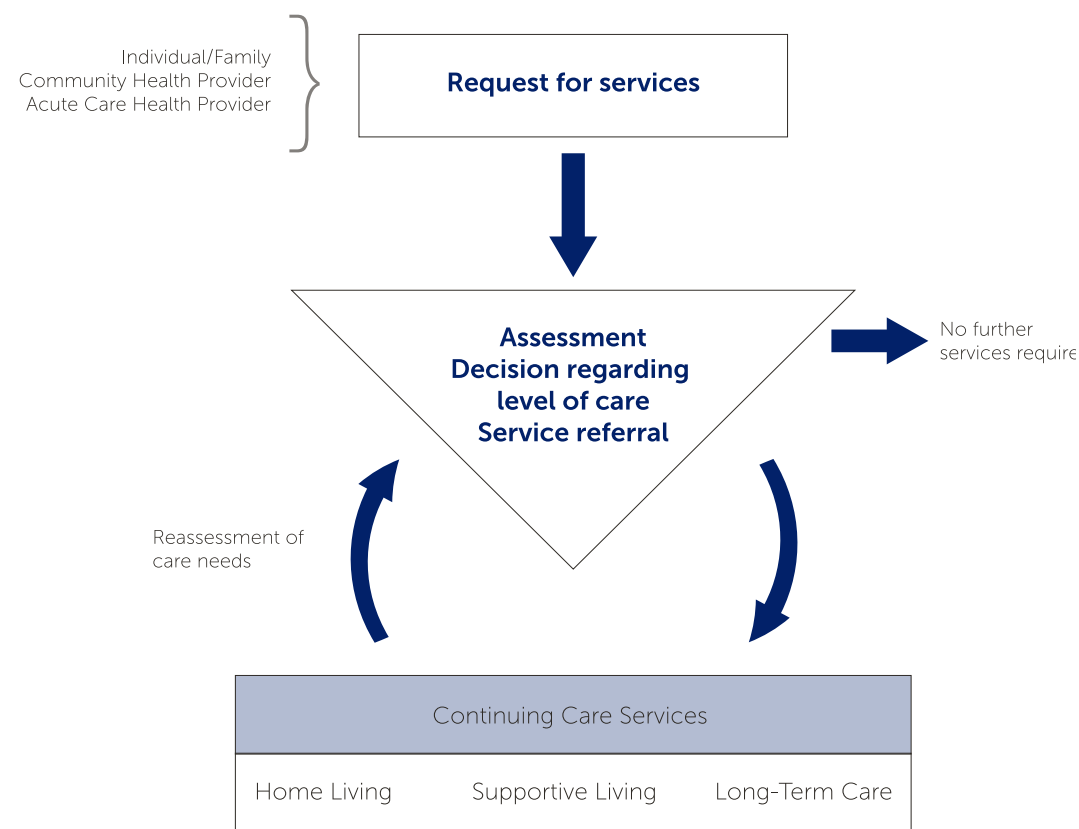 Individual/Family
Community Health Provider
Acute Care Health Provider
Request for services
Assessment
Decision regarding
level of care
Service referral
No further
services require
Reassessment of
care needs
Continuing Care Services
Home Living
Supportive Living
Long-Term Care